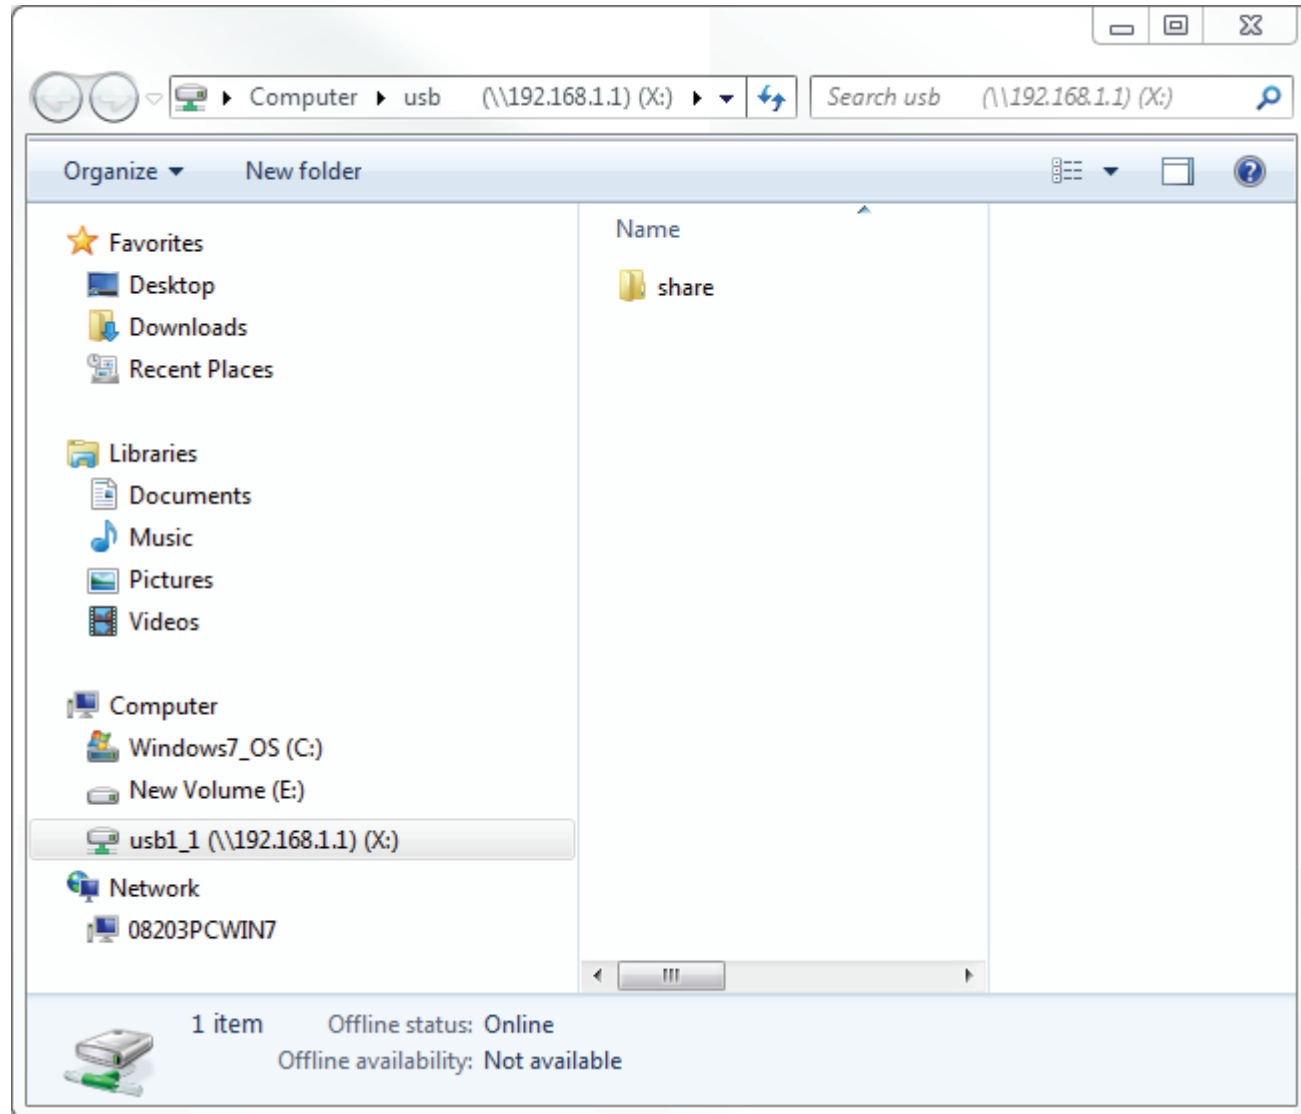 Computer usb (\\192.168.1.1) (X:) Search usb (\\192.168.1.1) (X:)
Organize New folder
Favorites
Desktop
Downloads
Recent Places
Libraries
Documents
Music
Pictures
Videos
Computer
Windows7_OS (C:)
New Volume (E:)
usb1_1 (\\192.168.1.1) (X:)
Network
08203PCWIN7
Name
share
1 item Offline status: Online
Offline availability: Not available